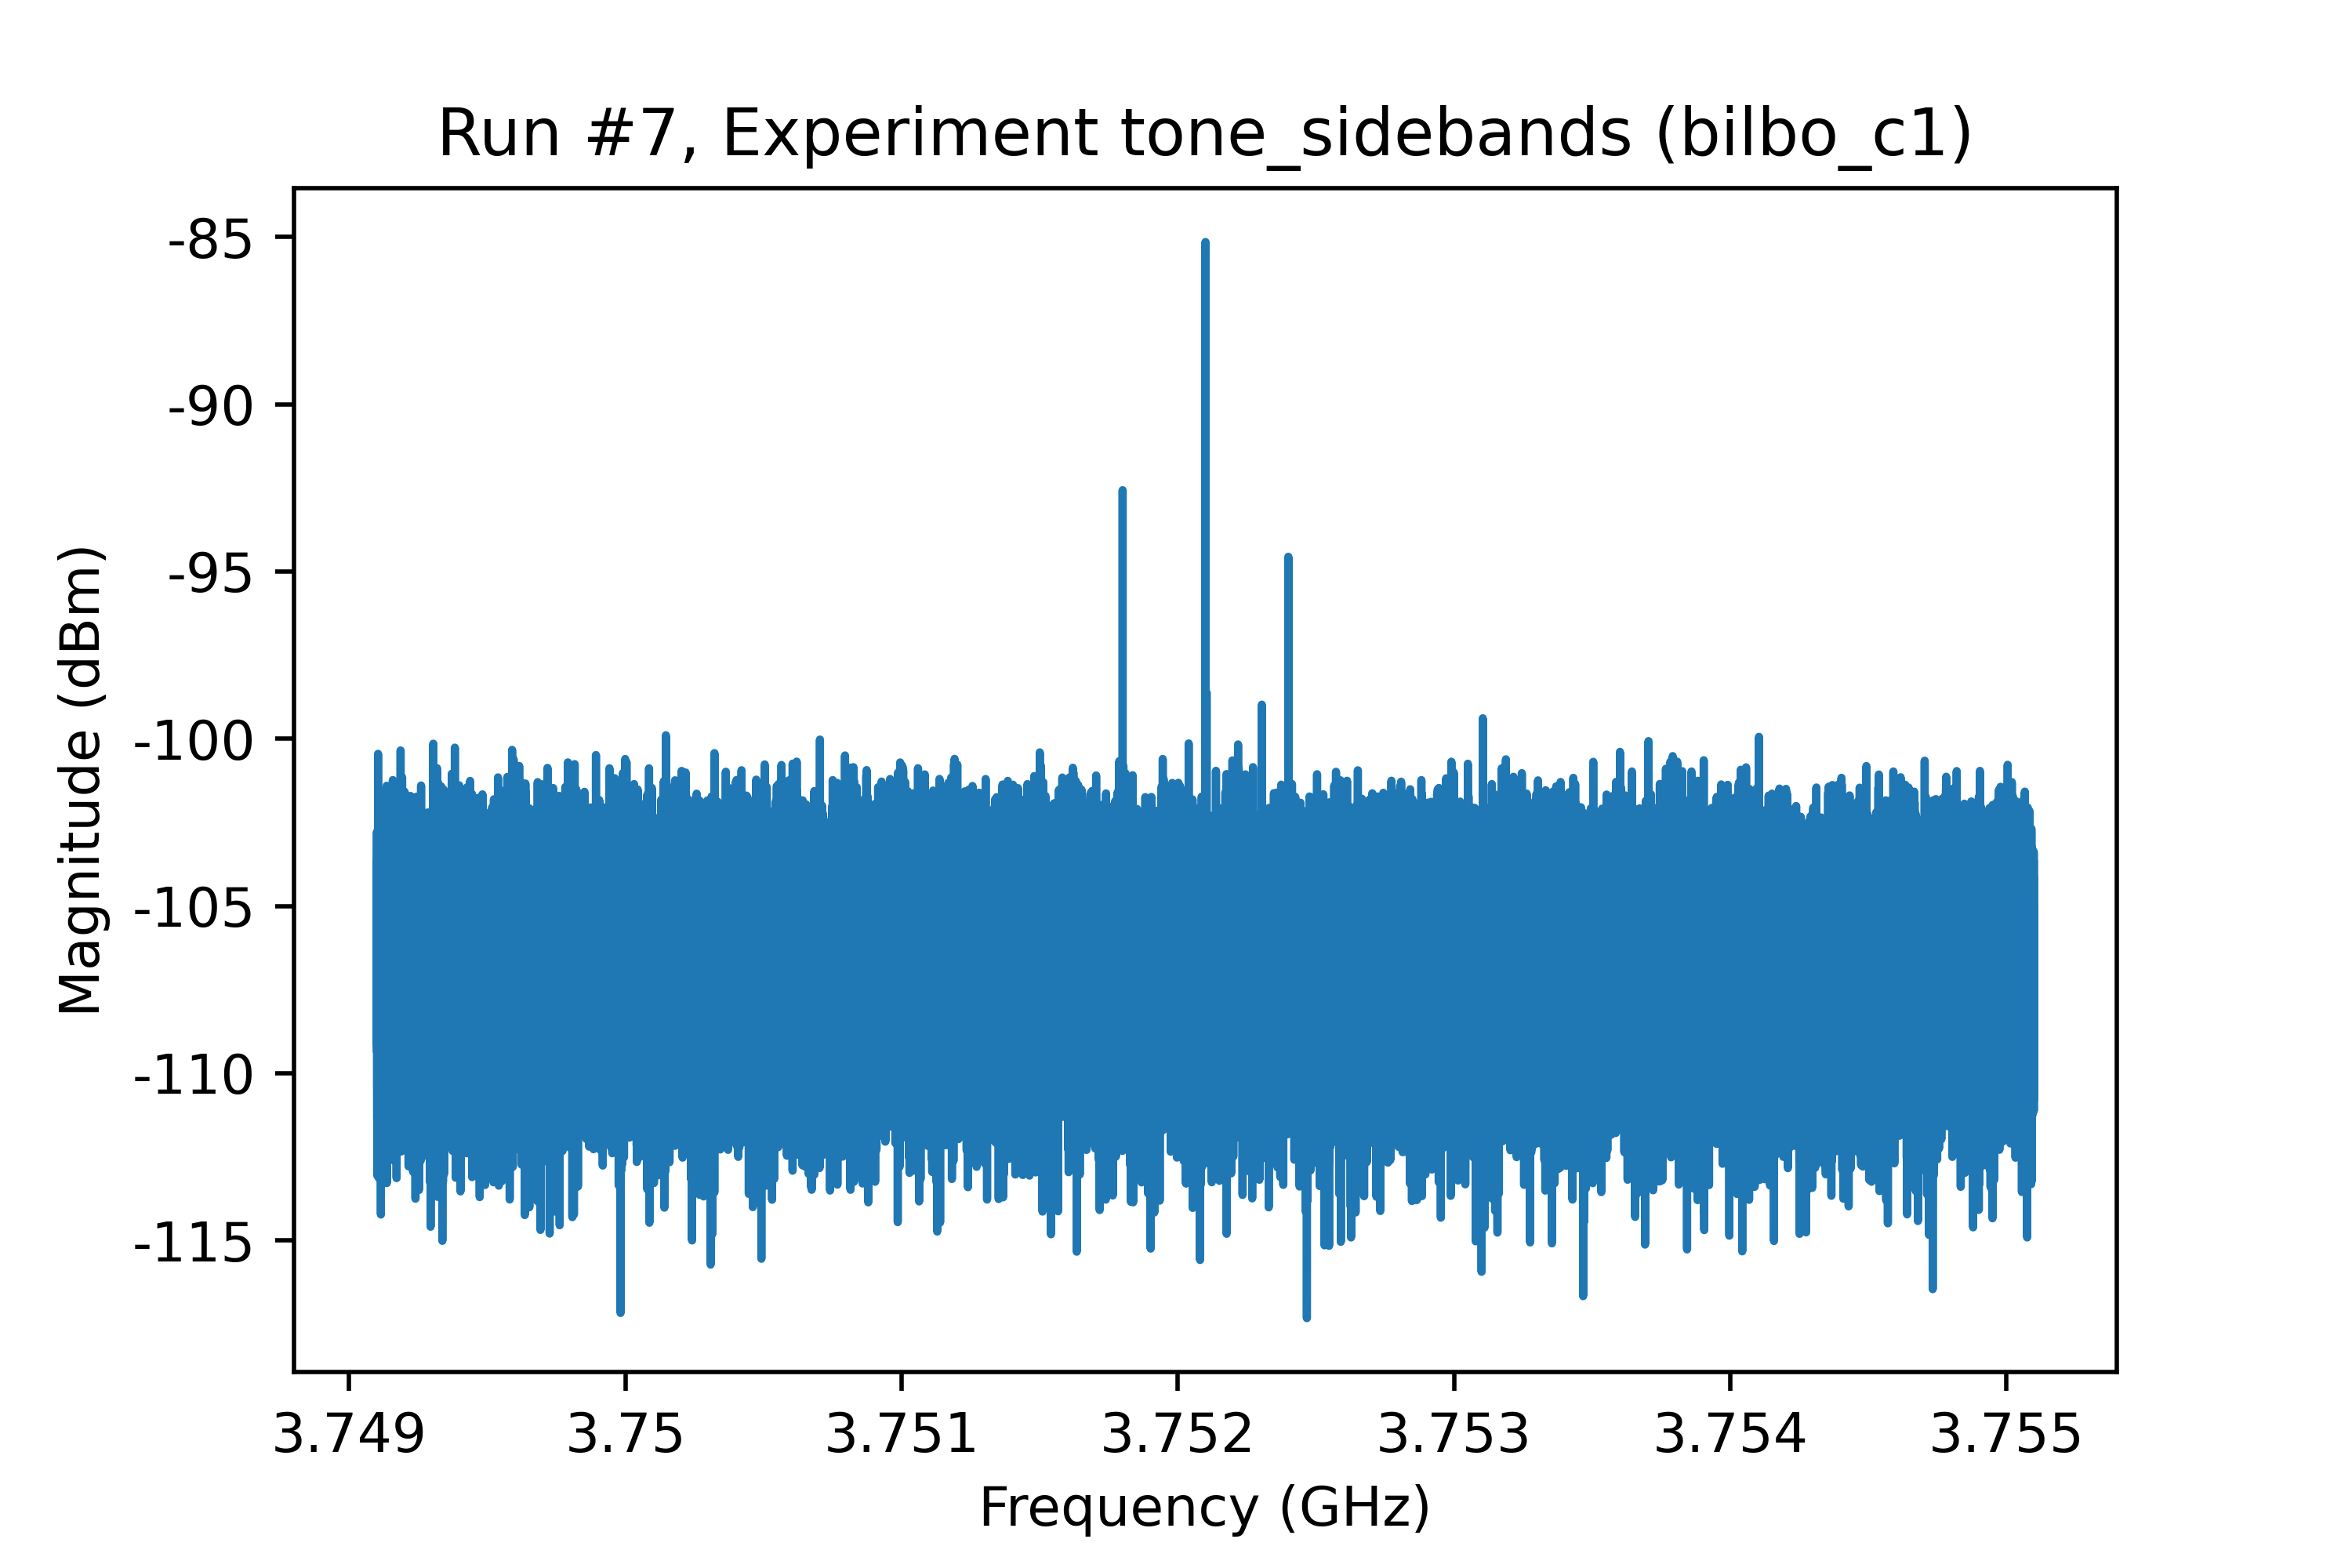 Run #7, Experiment tone_sidebands (bilbo_c1)
-85
-90
-95
-100
-105
-110
-115
Magnitude (dBm)
3.749 3.75 3.751 3.752 3.753 3.754 3.755
Frequency (GHz)